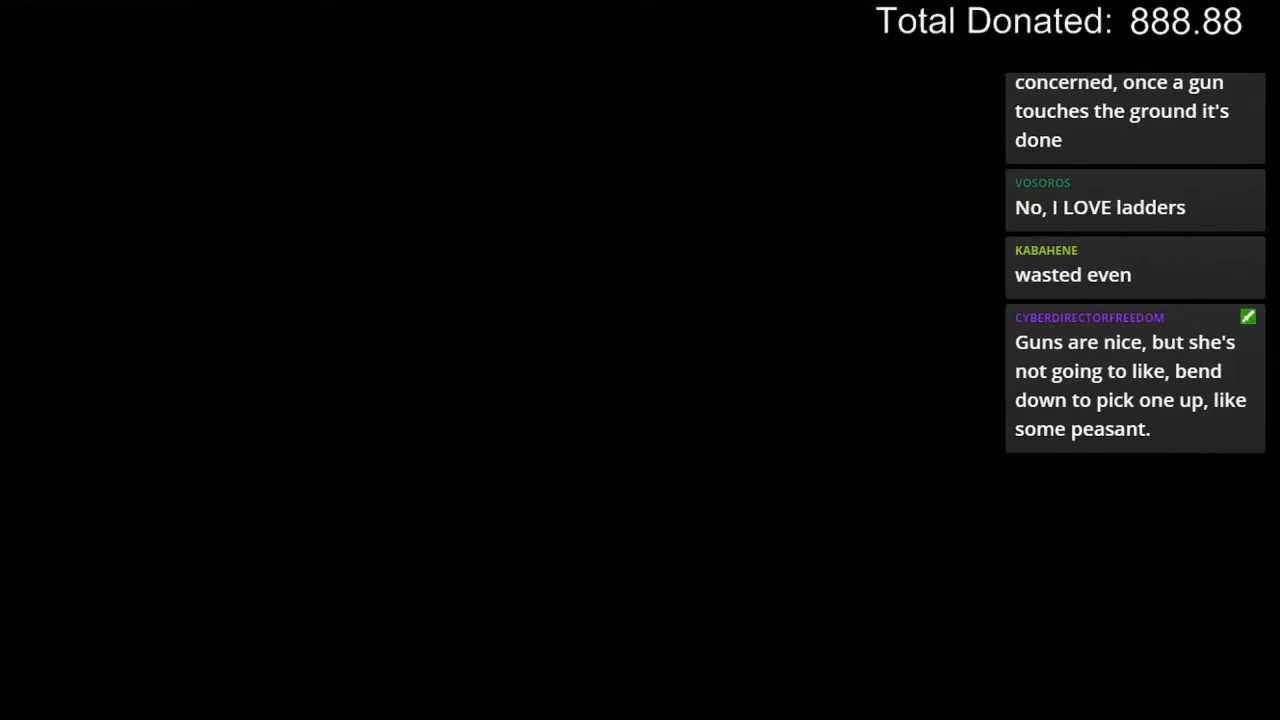 Total Donated: 888.88
concerned, once a gun
touches the ground it's
done
VOSOROS
No, I LOVE ladders
KABAHENE
wasted even
CYBERDIRECTORFREEDOM
Guns are nice, but she's
not going to like, bend
down to pick one up, like
some peasant.